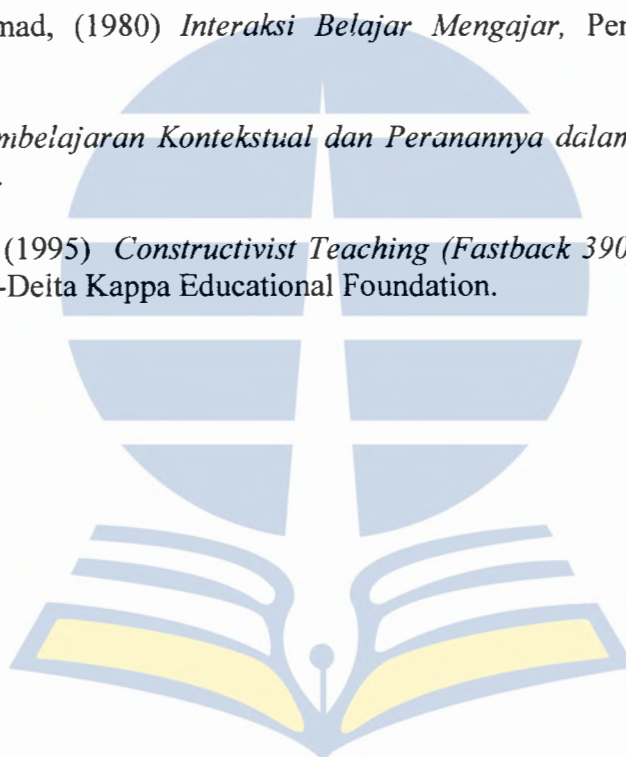 mad, (1980) Interaksi Belajar Mengajar, Pen
mbelajaran Kontekstual dan Peranannya dalam
.
(1995) Constructivist Teaching (Fastback 390
-Delta Kappa Educational Foundation.